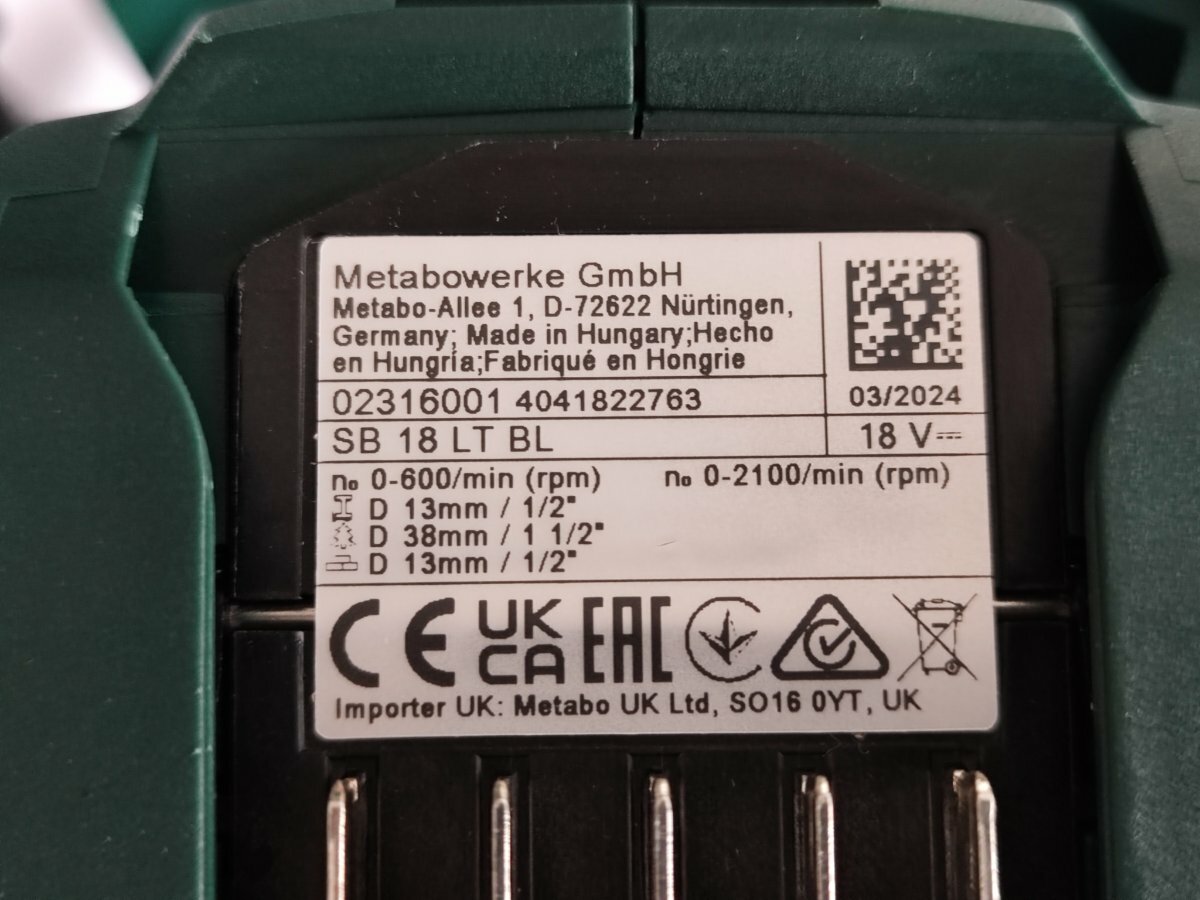 Metabowerke GmbH
Metabo-Allee 1, D-72622 Nürtingen,
Germany; Made in Hungary;Hecho
en Hungría;Fabriqué en Hongrie
03/2024
02316001 4041822763
SB 18 LT BL
18 V⎓
n₀ 0-600/min (rpm) n₀ 0-2100/min (rpm)
D 13mm / 1/2"
D 38mm / 1 1/2"
D 13mm / 1/2"
CE UK CA EAC
Importer UK: Metabo UK Ltd, SO16 0YT, UK